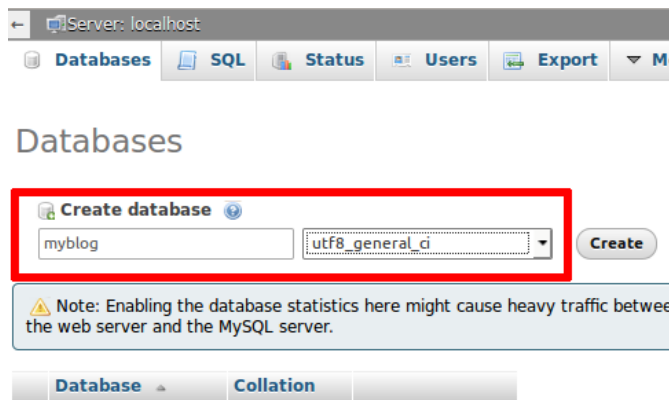 ← Server: localhost
Databases SQL Status Users Export
Databases
Create database
myblog utf8_general_ci Create
Note: Enabling the database statistics here might cause heavy traffic betwee
the web server and the MySQL server.
Database Collation